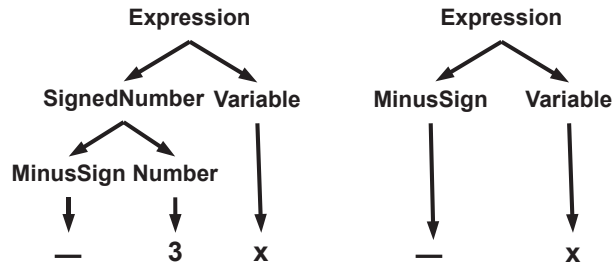 Expression Expression
SignedNumber Variable MinusSign Variable
MinusSign Number
— 3 x — x